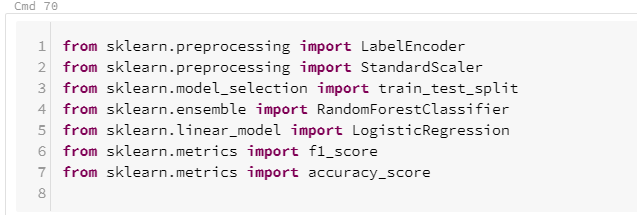 Cmd 70
1 from sklearn.preprocessing import LabelEncoder
2 from sklearn.preprocessing import StandardScaler
3 from sklearn.model_selection import train_test_split
4 from sklearn.ensemble import RandomForestClassifier
5 from sklearn.linear_model import LogisticRegression
6 from sklearn.metrics import f1_score
7 from sklearn.metrics import accuracy_score
8